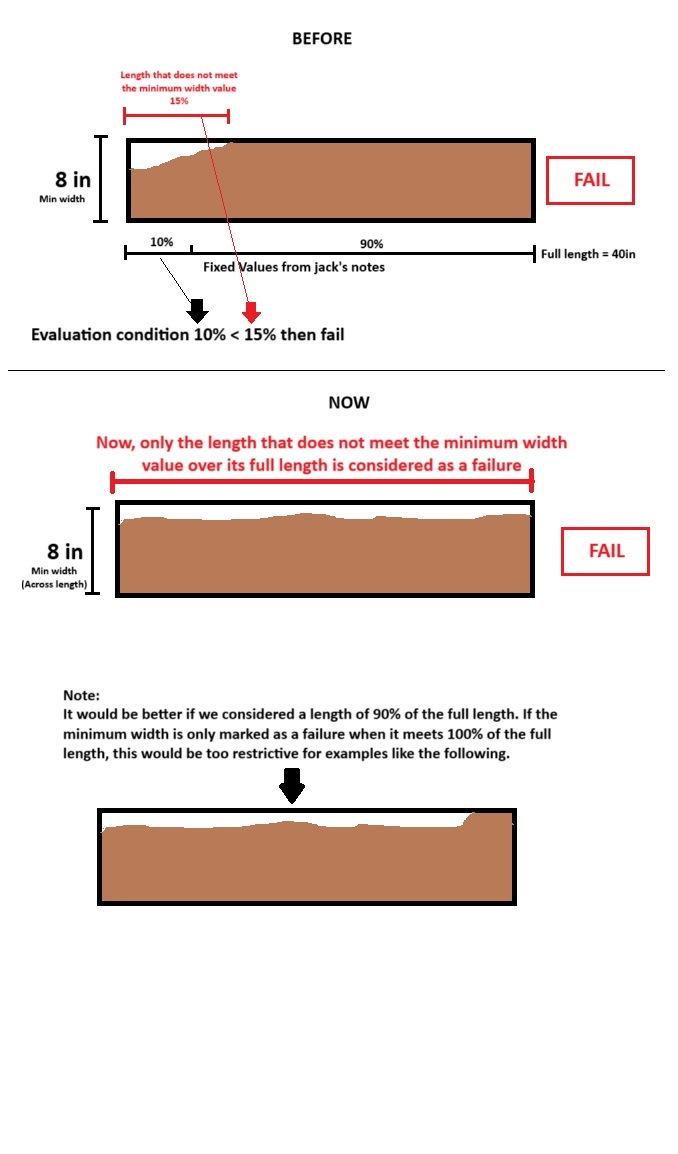 BEFORE
Length that does not meet
the minimum width value
15%
8 in
Min width
FAIL
10%
90%
Full length = 40in
Fixed Values from jack's notes
Evaluation condition 10% < 15% then fail
NOW
Now, only the length that does not meet the minimum width
value over its full length is considered as a failure
8 in
Min width
(Across length)
FAIL
Note:
It would be better if we considered a length of 90% of the full length. If the
minimum width is only marked as a failure when it meets 100% of the full
length, this would be too restrictive for examples like the following.